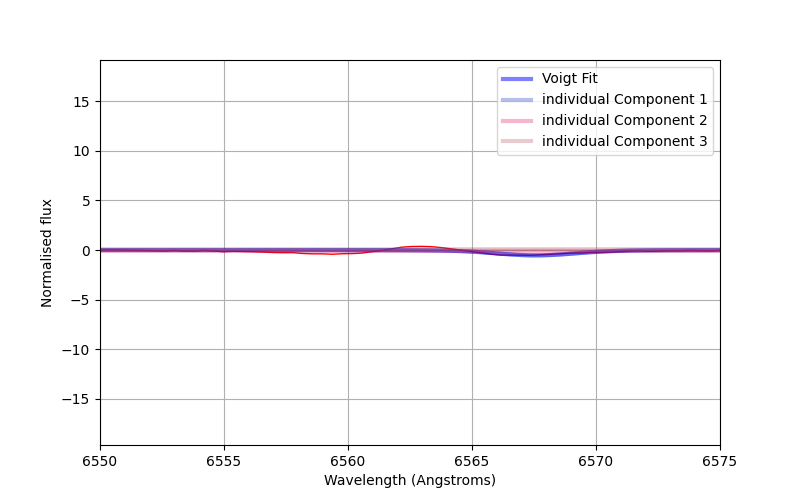 Voigt Fit
individual Component 1
individual Component 2
individual Component 3
15
10
5
0
−5
−10
−15
Normalised flux
6550 6555 6560 6565 6570 6575
Wavelength (Angstroms)